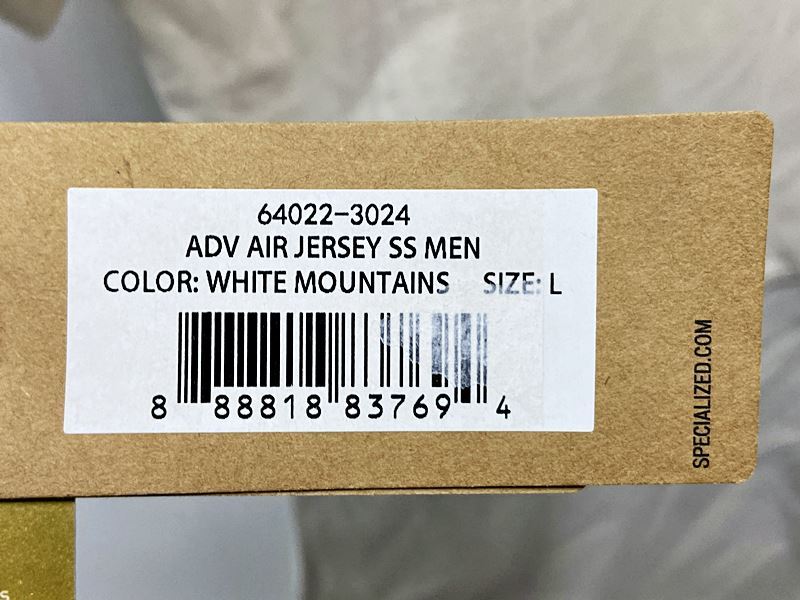 64022-3024
ADV AIR JERSEY SS MEN
COLOR: WHITE MOUNTAINS SIZE: L
8 88818 83769 4
SPECIALIZED.COM
s